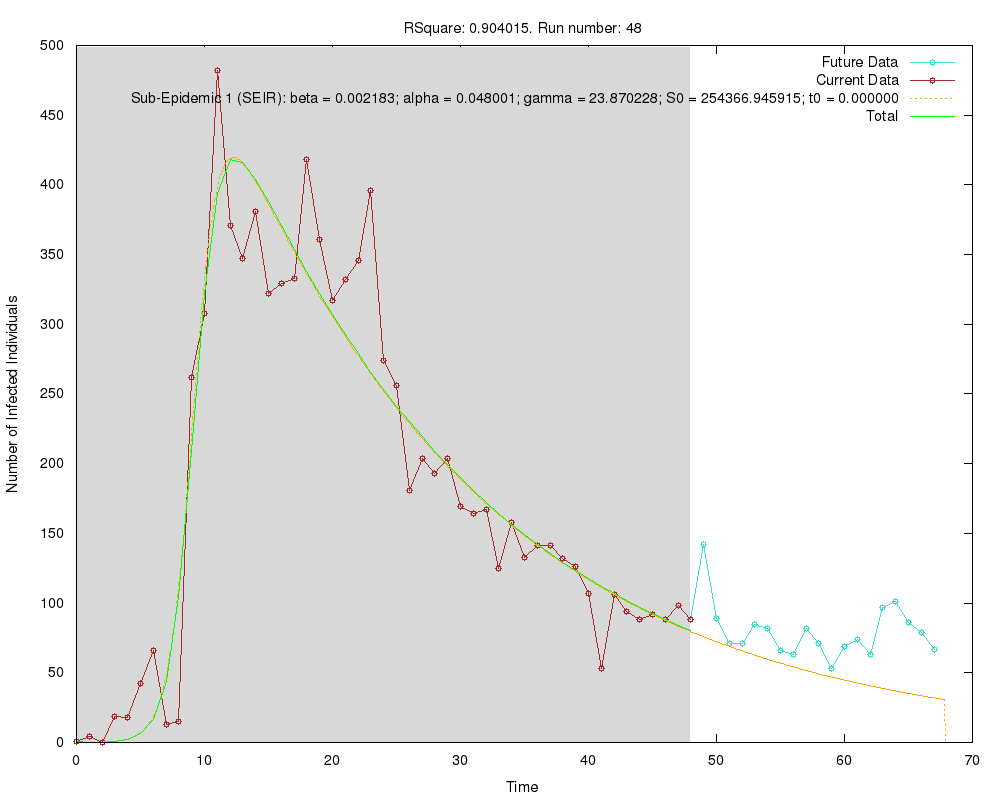 RSquare: 0.904015. Run number: 48
500
450
400
350
300
250
200
150
100
50
0
Number of Infected Individuals
Future Data
Current Data
Sub-Epidemic 1 (SEIR): beta = 0.002183; alpha = 0.048001; gamma = 23.870228; S0 = 254366.945915; t0 = 0.000000
Total
0 10 20 30 40 50 60 70
Time